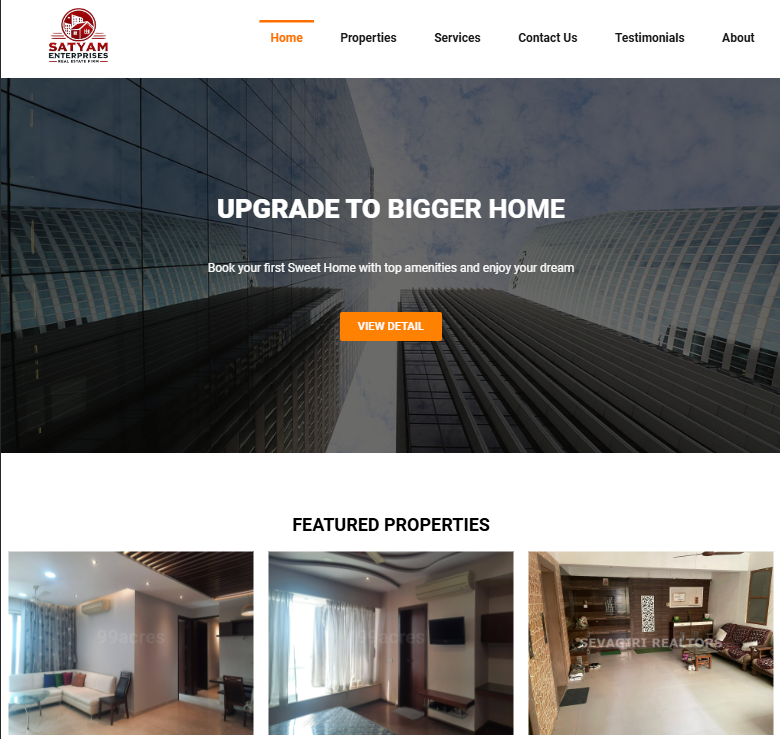 SATYAM
ENTERPRISES
REAL ESTATE FIRM
Home Properties Services Contact Us Testimonials About
UPGRADE TO BIGGER HOME
Book your first Sweet Home with top amenities and enjoy your dream
VIEW DETAIL
FEATURED PROPERTIES
99acres
99acres
SEVAGIRI REALTORS